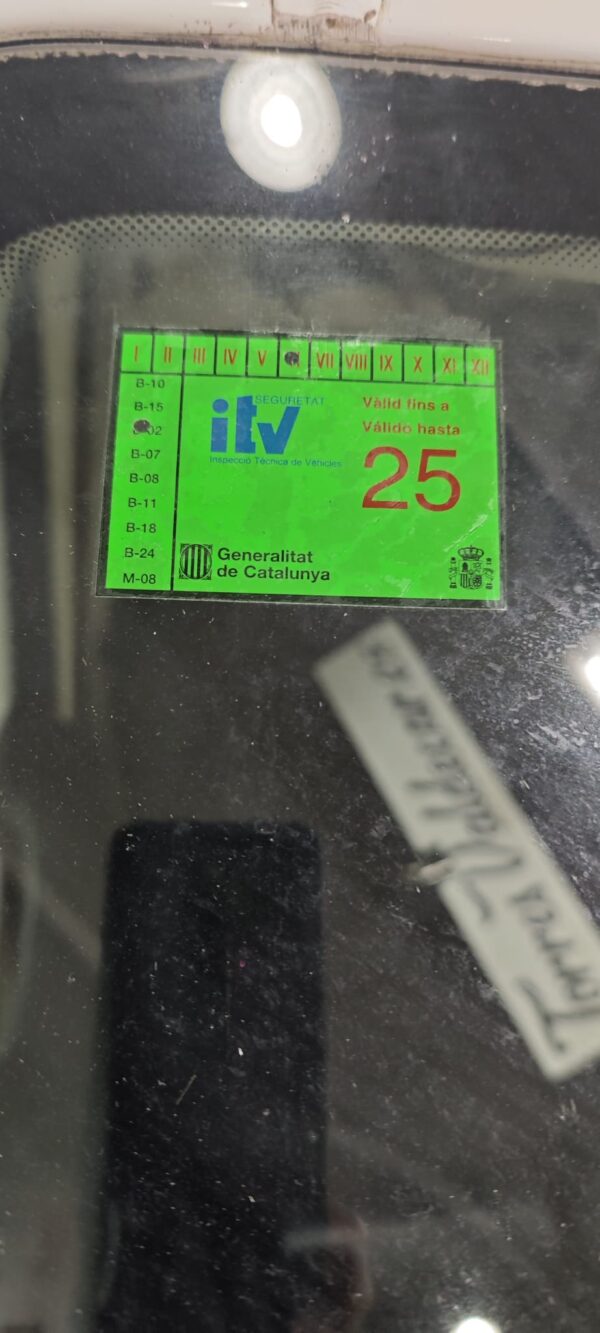 I II III IV V VII VIII IX X XI XII
B-10
B-15
B-07
B-08
B-11
B-18
B-24
M-08
SEGURETAT
itv
Inspecció Tècnica de Vehicles
Vàlid fins a
Válido hasta
25
Generalitat
de Catalunya
Torres